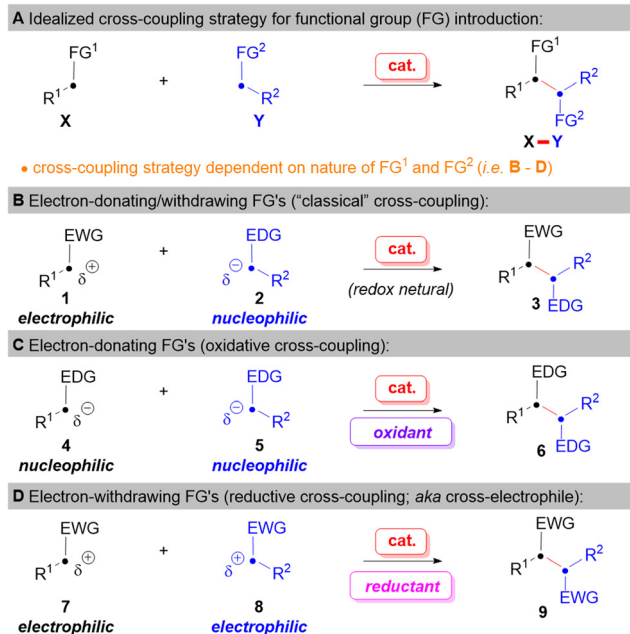 A Idealized cross-coupling strategy for functional group (FG) introduction:
FG¹ FG² cat. FG¹
R¹ + R² R¹ R²
X Y FG²
X Y
• cross-coupling strategy dependent on nature of FG¹ and FG² (i.e. B - D)
B Electron-donating/withdrawing FG's ("classical" cross-coupling):
EWG + EDG cat. EWG
R¹ δ⊕ δ⊖ R² (redox netural) R¹ R²
1 2 3 EDG
electrophilic nucleophilic
C Electron-donating FG's (oxidative cross-coupling):
EDG + EDG cat. EDG
R¹ δ⊖ δ⊖ R² oxidant R¹ R²
4 5 6 EDG
nucleophilic nucleophilic
D Electron-withdrawing FG's (reductive cross-coupling; aka cross-electrophile):
EWG + EWG cat. EWG
R¹ δ⊕ δ⊕ R² reductant R¹ R²
7 8 9 EWG
electrophilic electrophilic